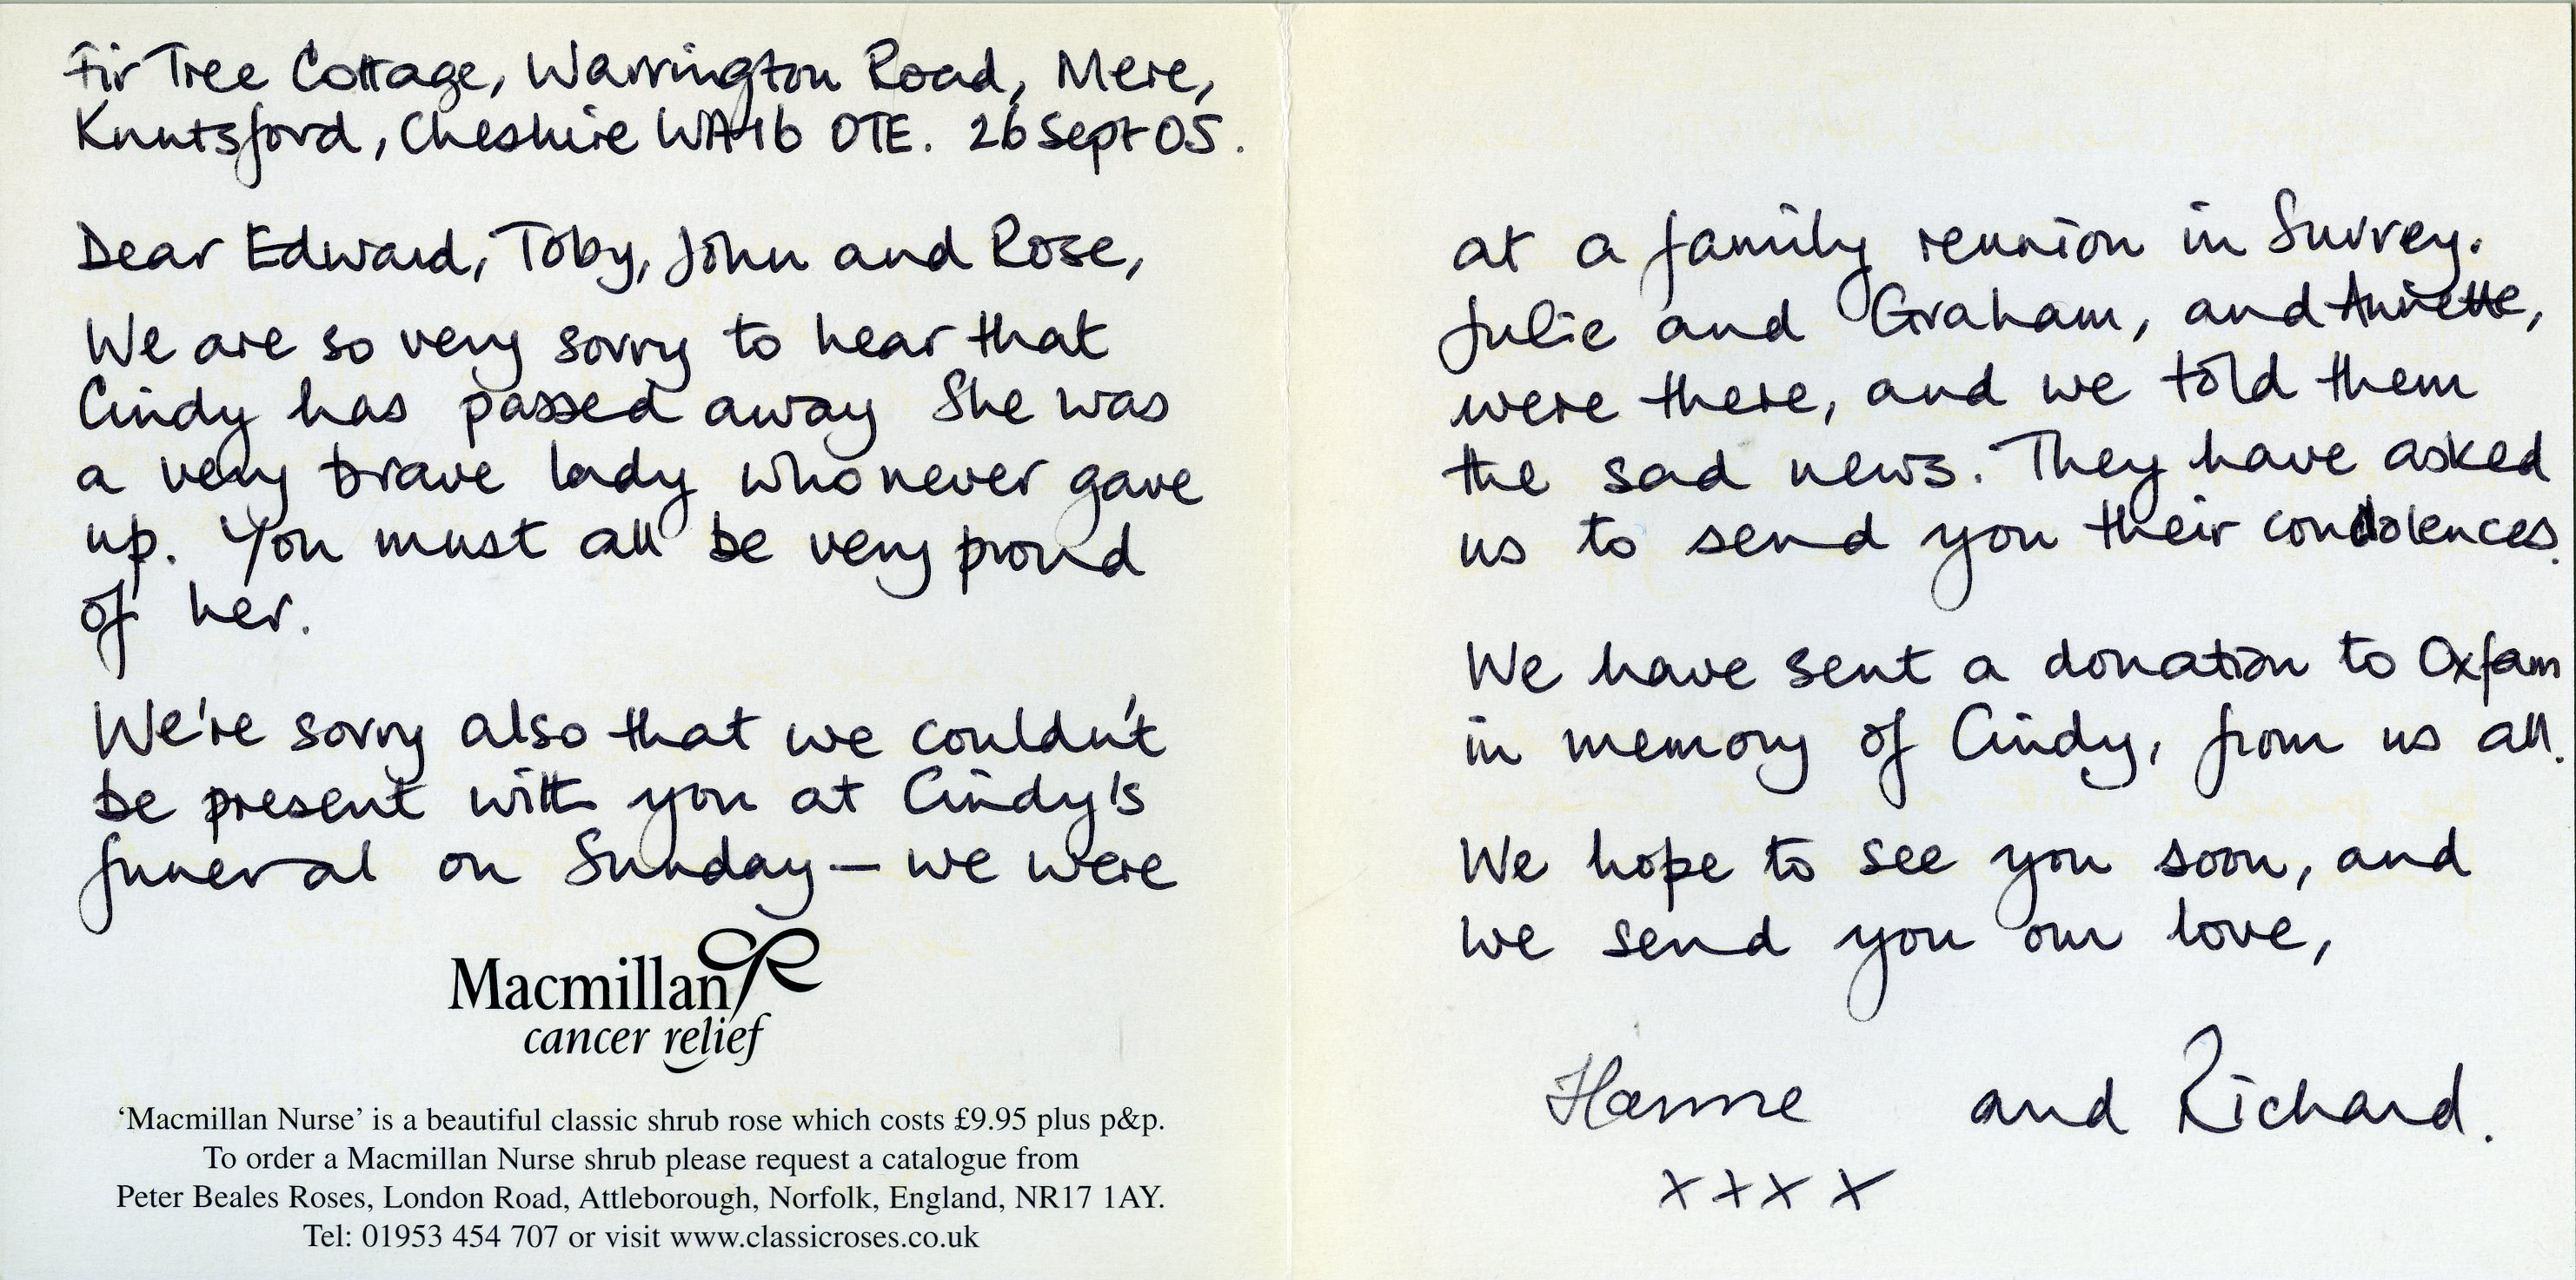 Fir Tree Cottage, Warrington Road, Mere,
Knutsford, Cheshire WA16 0TE. 26 Sept 05.
Dear Edward, Toby, John and Rose,
We are so very sorry to hear that
Cindy has passed away She was
a very brave lady who never gave
up. You must all be very proud
of her.
We're sorry also that we couldn't
be present with you at Cindy's
funeral on Sunday – we were
Macmillan
cancer relief
‘Macmillan Nurse’ is a beautiful classic shrub rose which costs £9.95 plus p&p.
To order a Macmillan Nurse shrub please request a catalogue from
Peter Beales Roses, London Road, Attleborough, Norfolk, England, NR17 1AY.
Tel: 01953 454 707 or visit www.classicroses.co.uk
at a family reunion in Surrey.
Julie and Graham, and Annette,
were there, and we told them
the sad news. They have asked
us to send you their condolences.
We have sent a donation to Oxfam
in memory of Cindy, from us all.
We hope to see you soon, and
we send you our love,
Hanne and Richard.
xxxx